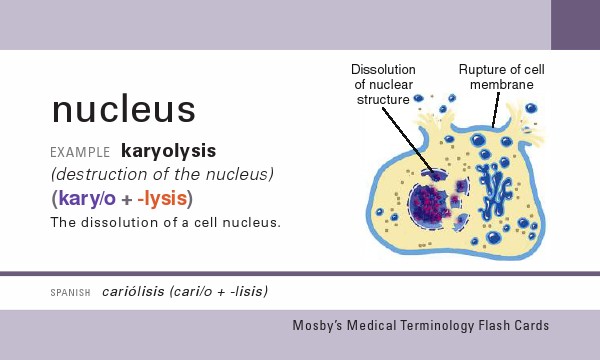 nucleus
EXAMPLE karyolysis
(destruction of the nucleus)
(kary/o + -lysis)
The dissolution of a cell nucleus.
Dissolution
of nuclear
structure
Rupture of cell
membrane
SPANISH cariólisis (cari/o + -lisis)
Mosby's Medical Terminology Flash Cards